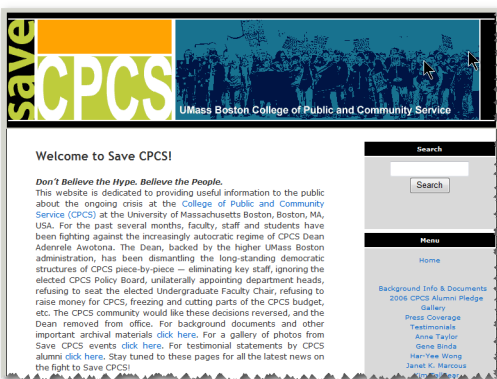 save
CPCS
UMass Boston College of Public and Community Service
Welcome to Save CPCS!
Don't Believe the Hype. Believe the People.
This website is dedicated to providing useful information to the public
about the ongoing crisis at the College of Public and Community
Service (CPCS) at the University of Massachusetts Boston, Boston, MA,
USA. For the past several months, faculty, staff and students have
been fighting against the increasingly autocratic regime of CPCS Dean
Adenrele Awotona. The Dean, backed by the higher UMass Boston
administration, has been dismantling the long-standing democratic
structures of CPCS piece-by-piece — eliminating key staff, ignoring the
elected CPCS Policy Board, unilaterally appointing department heads,
refusing to seat the elected Undergraduate Faculty Chair, refusing to
raise money for CPCS, freezing and cutting parts of the CPCS budget,
etc. The CPCS community would like these decisions reversed, and the
Dean removed from office. For background documents and other
important archival materials click here. For a gallery of photos from
Save CPCS events click here. For testimonial statements by CPCS
alumni click here. Stay tuned to these pages for all the latest news on
the fight to Save CPCS!
Search
Search
Menu
Home
Background Info & Documents
2006 CPCS Alumni Pledge
Gallery
Press Coverage
Testimonials
Anne Taylor
Gene Binda
Har-Yee Wong
Janet K. Marcous